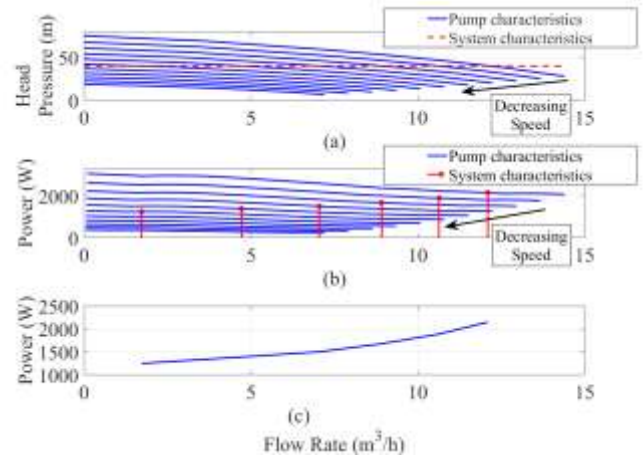 Pump characteristics
System characteristics
Head
Pressure (m)
50
0
0
5
10
15
Decreasing
Speed
(a)
Pump characteristics
System characteristics
Power (W)
2000
0
0
5
10
15
Decreasing
Speed
(b)
Power (W)
2500
2000
1500
1000
0
5
10
15
(c)
Flow Rate (m³/h)